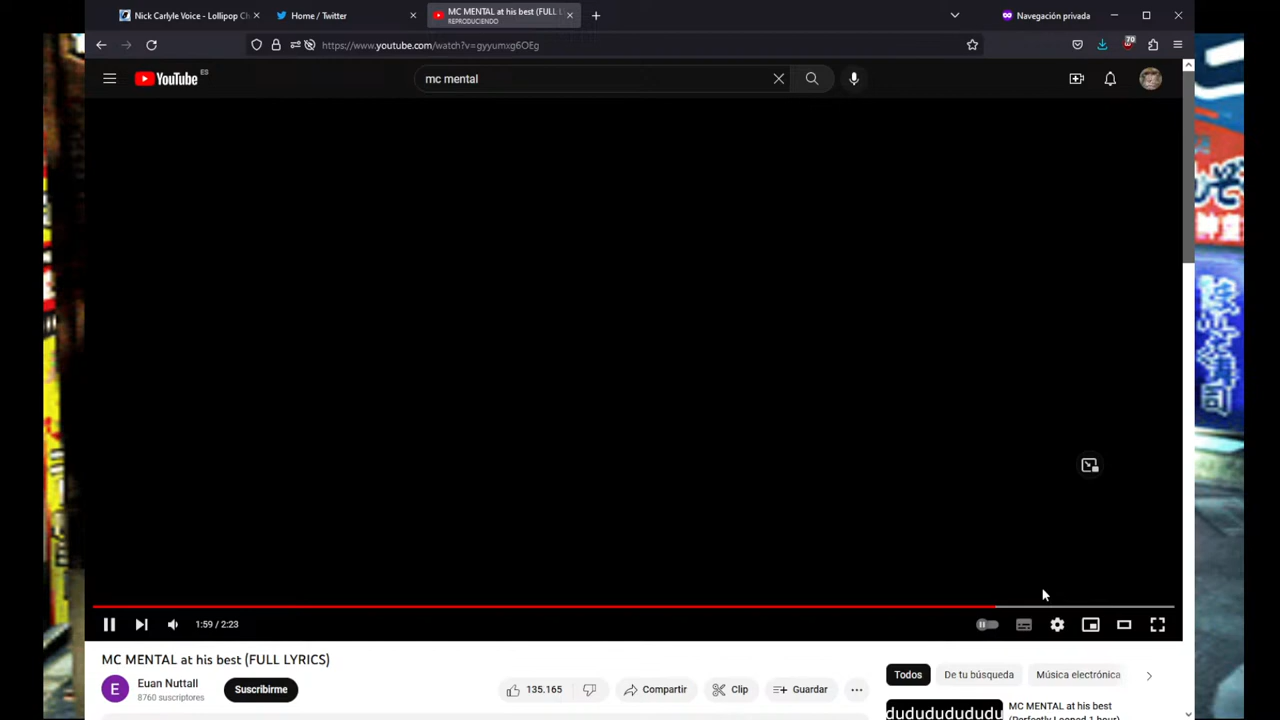 Nick Carlyle Voice - Lollipop Ch
Home / Twitter
MC MENTAL at his best (FULL L
REPRODUCIENDO
Navegación privada
https://www.youtube.com/watch?v=gyyumxg6OEg
70
YouTube ES
mc mental
1:59 / 2:23
MC MENTAL at his best (FULL LYRICS)
E
Euan Nuttall
8760 suscriptores
Suscribirme
135.165
Compartir
Clip
Guardar
Todos
De tu búsqueda
Música electrónica
dududududududu
MC MENTAL at his best
(Perfectly Looped 1 hour)